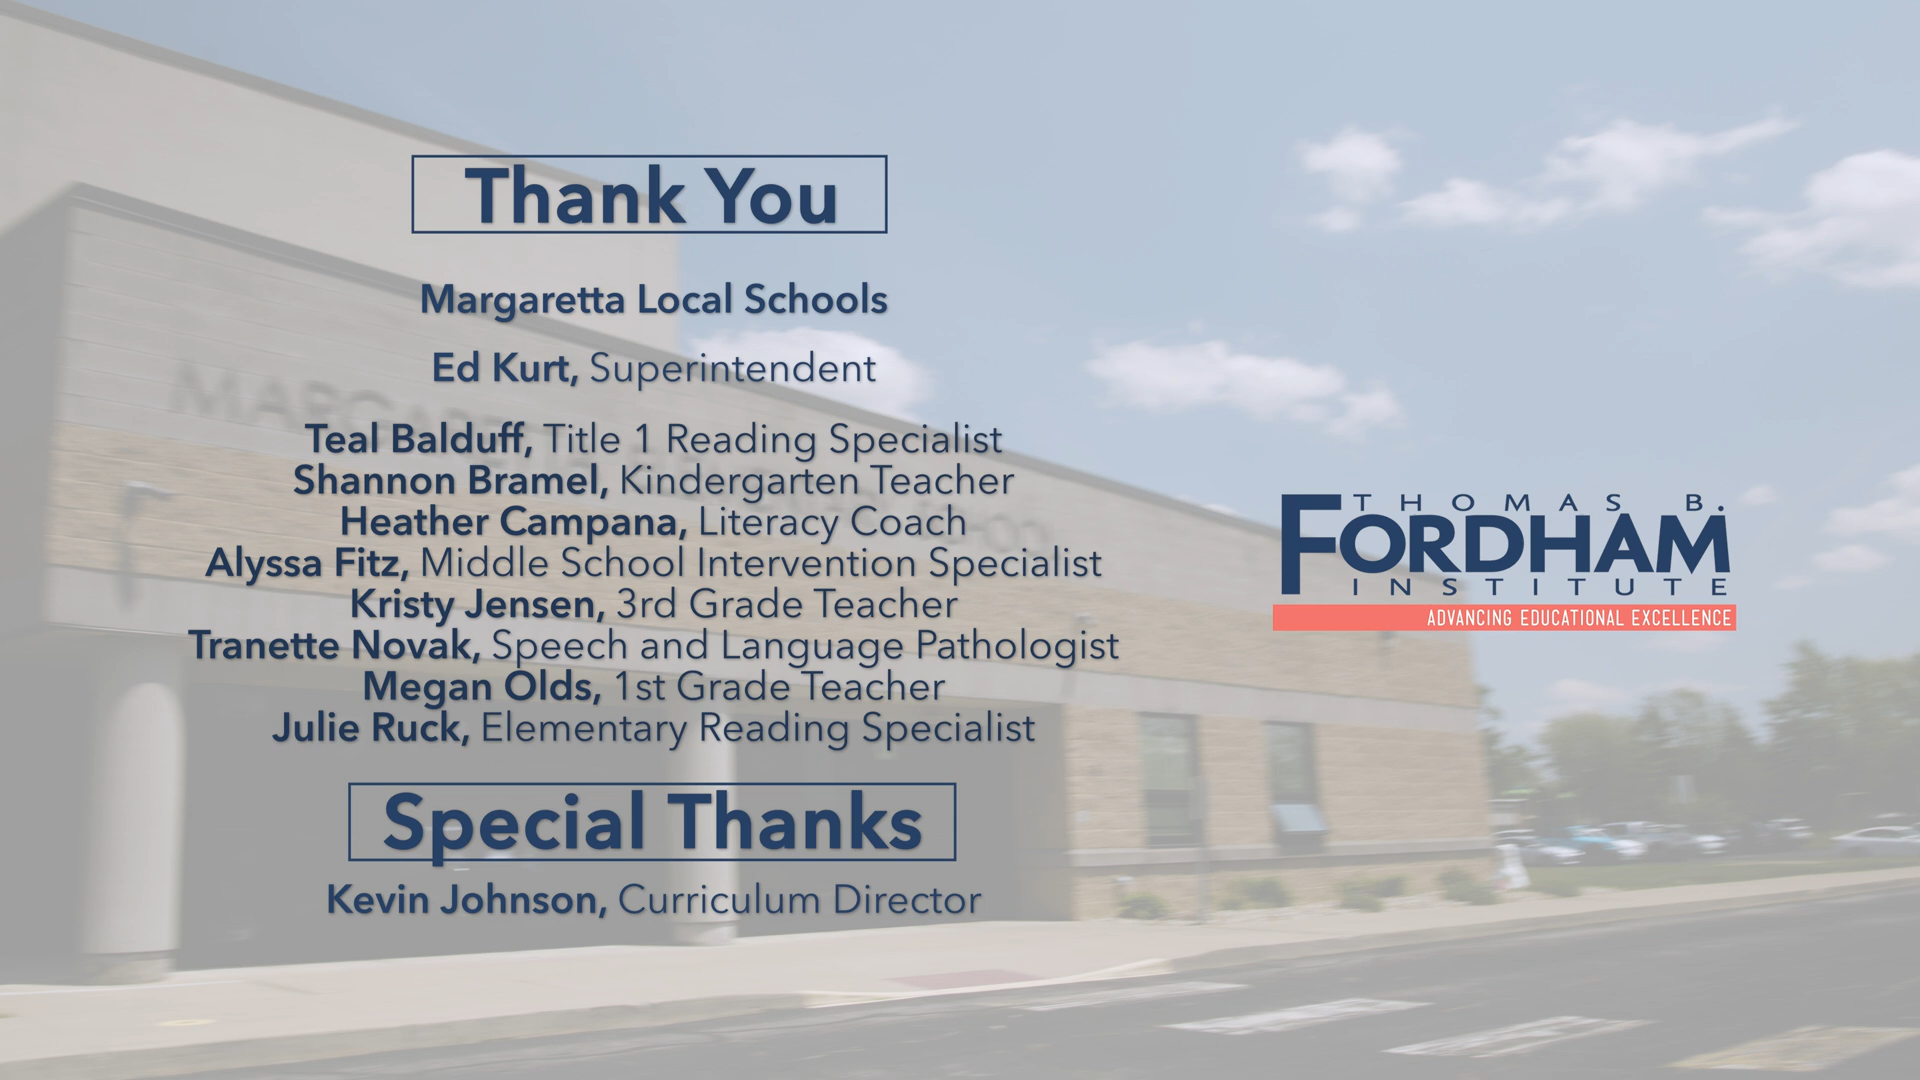 Thank You
Margaretta Local Schools
Ed Kurt, Superintendent
Teal Balduff, Title 1 Reading Specialist
Shannon Bramel, Kindergarten Teacher
Heather Campana, Literacy Coach
Alyssa Fitz, Middle School Intervention Specialist
Kristy Jensen, 3rd Grade Teacher
Tranette Novak, Speech and Language Pathologist
Megan Olds, 1st Grade Teacher
Julie Ruck, Elementary Reading Specialist
Special Thanks
Kevin Johnson, Curriculum Director
THOMAS B.
FORDHAM
INSTITUTE
ADVANCING EDUCATIONAL EXCELLENCE